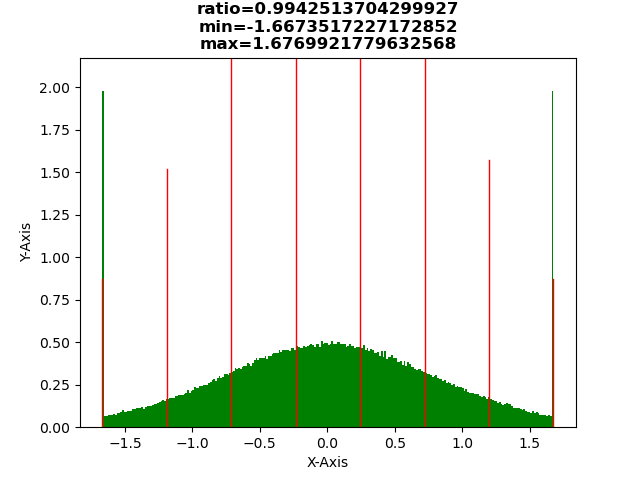 ratio=0.9942513704299927
min=-1.6673517227172852
max=1.6769921779632568
2.00
1.75
1.50
1.25
1.00
0.75
0.50
0.25
0.00
Y-Axis
−1.5 −1.0 −0.5 0.0 0.5 1.0 1.5
X-Axis